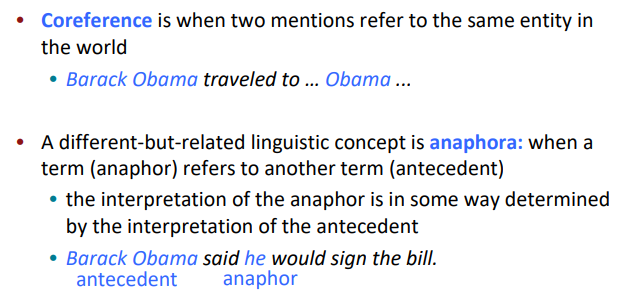 • Coreference is when two mentions refer to the same entity in
the world
• Barack Obama traveled to ... Obama ...
• A different-but-related linguistic concept is anaphora: when a
term (anaphor) refers to another term (antecedent)
• the interpretation of the anaphor is in some way determined
by the interpretation of the antecedent
• Barack Obama said he would sign the bill.
antecedent anaphor